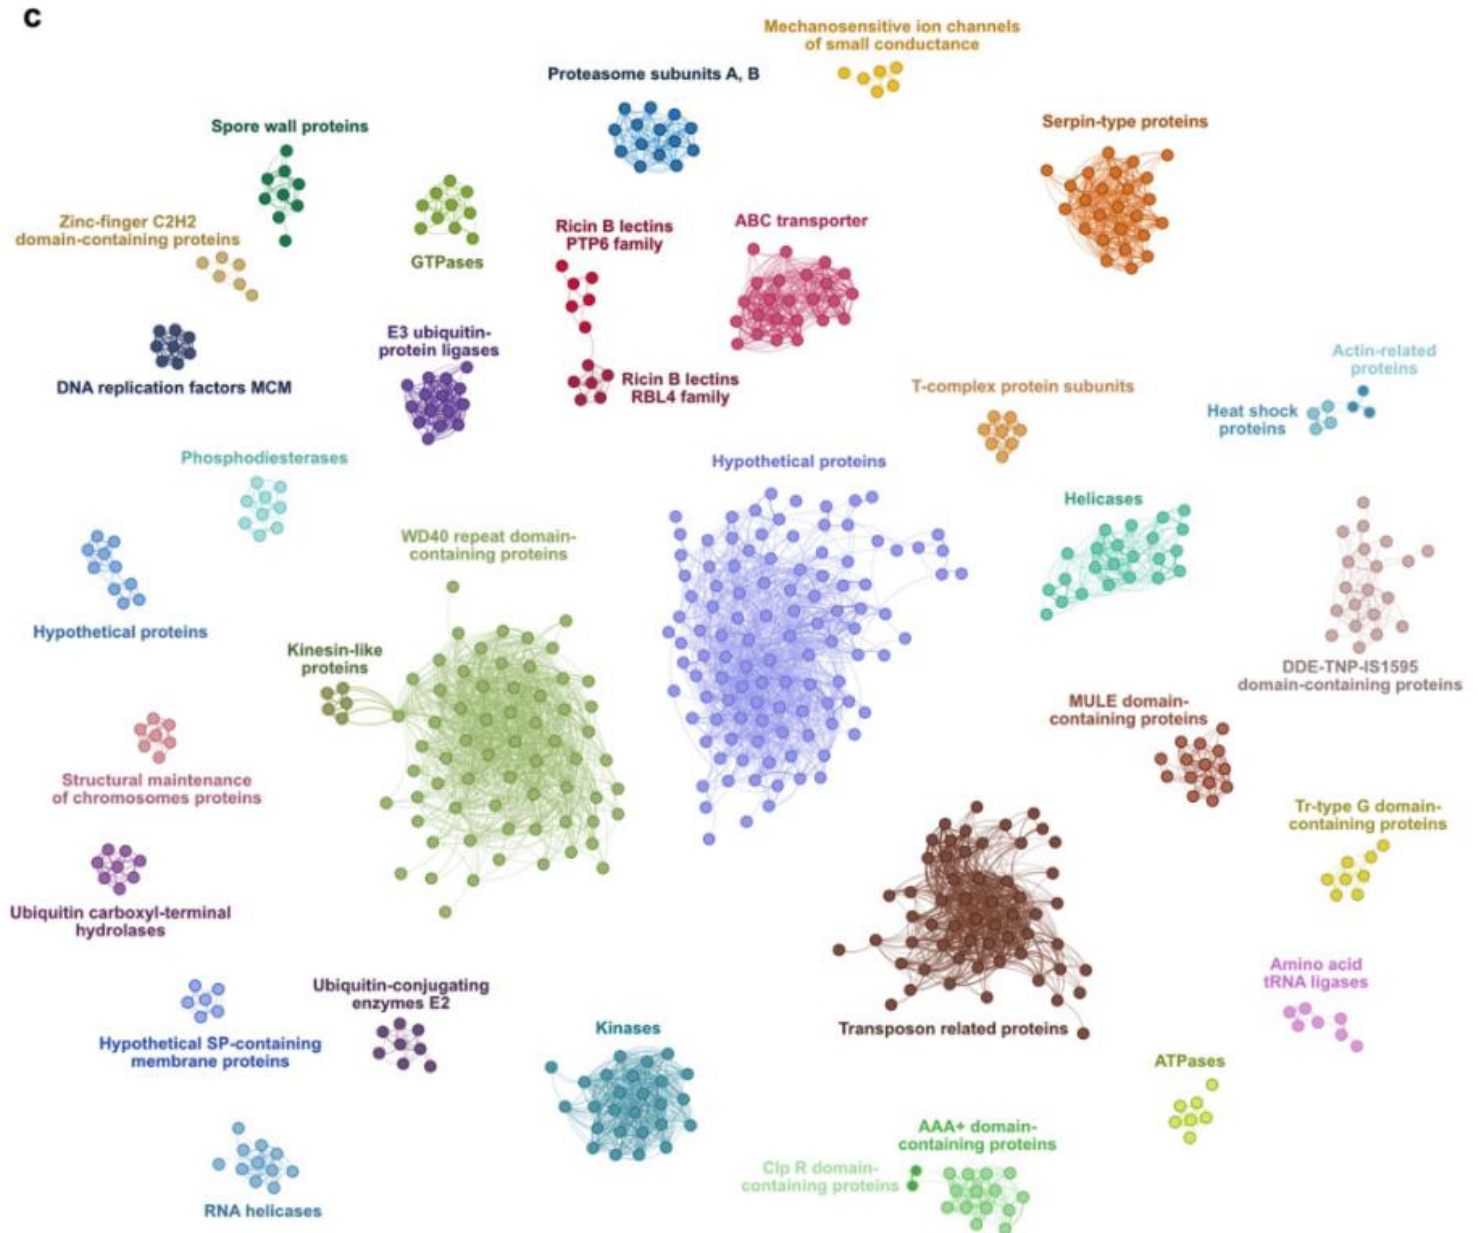 c
Mechanosensitive ion channels
of small conductance
Proteasome subunits A, B
Serpin-type proteins
Spore wall proteins
Zinc-finger C2H2
domain-containing proteins
GTPases
Ricin B lectins
PTP6 family
ABC transporter
E3 ubiquitin-
protein ligases
DNA replication factors MCM
Ricin B lectins
RBL4 family
T-complex protein subunits
Actin-related
proteins
Heat shock
proteins
Phosphodiesterases
Hypothetical proteins
Helicases
WD40 repeat domain-
containing proteins
Hypothetical proteins
Kinesin-like
proteins
DDE-TNP-IS1595
domain-containing proteins
MULE domain-
containing proteins
Structural maintenance
of chromosomes proteins
Tr-type G domain-
containing proteins
Ubiquitin carboxyl-terminal
hydrolases
Amino acid
tRNA ligases
Ubiquitin-conjugating
enzymes E2
Hypothetical SP-containing
membrane proteins
Kinases
Transposon related proteins
ATPases
AAA+ domain-
containing proteins
Clp R domain-
containing proteins
RNA helicases